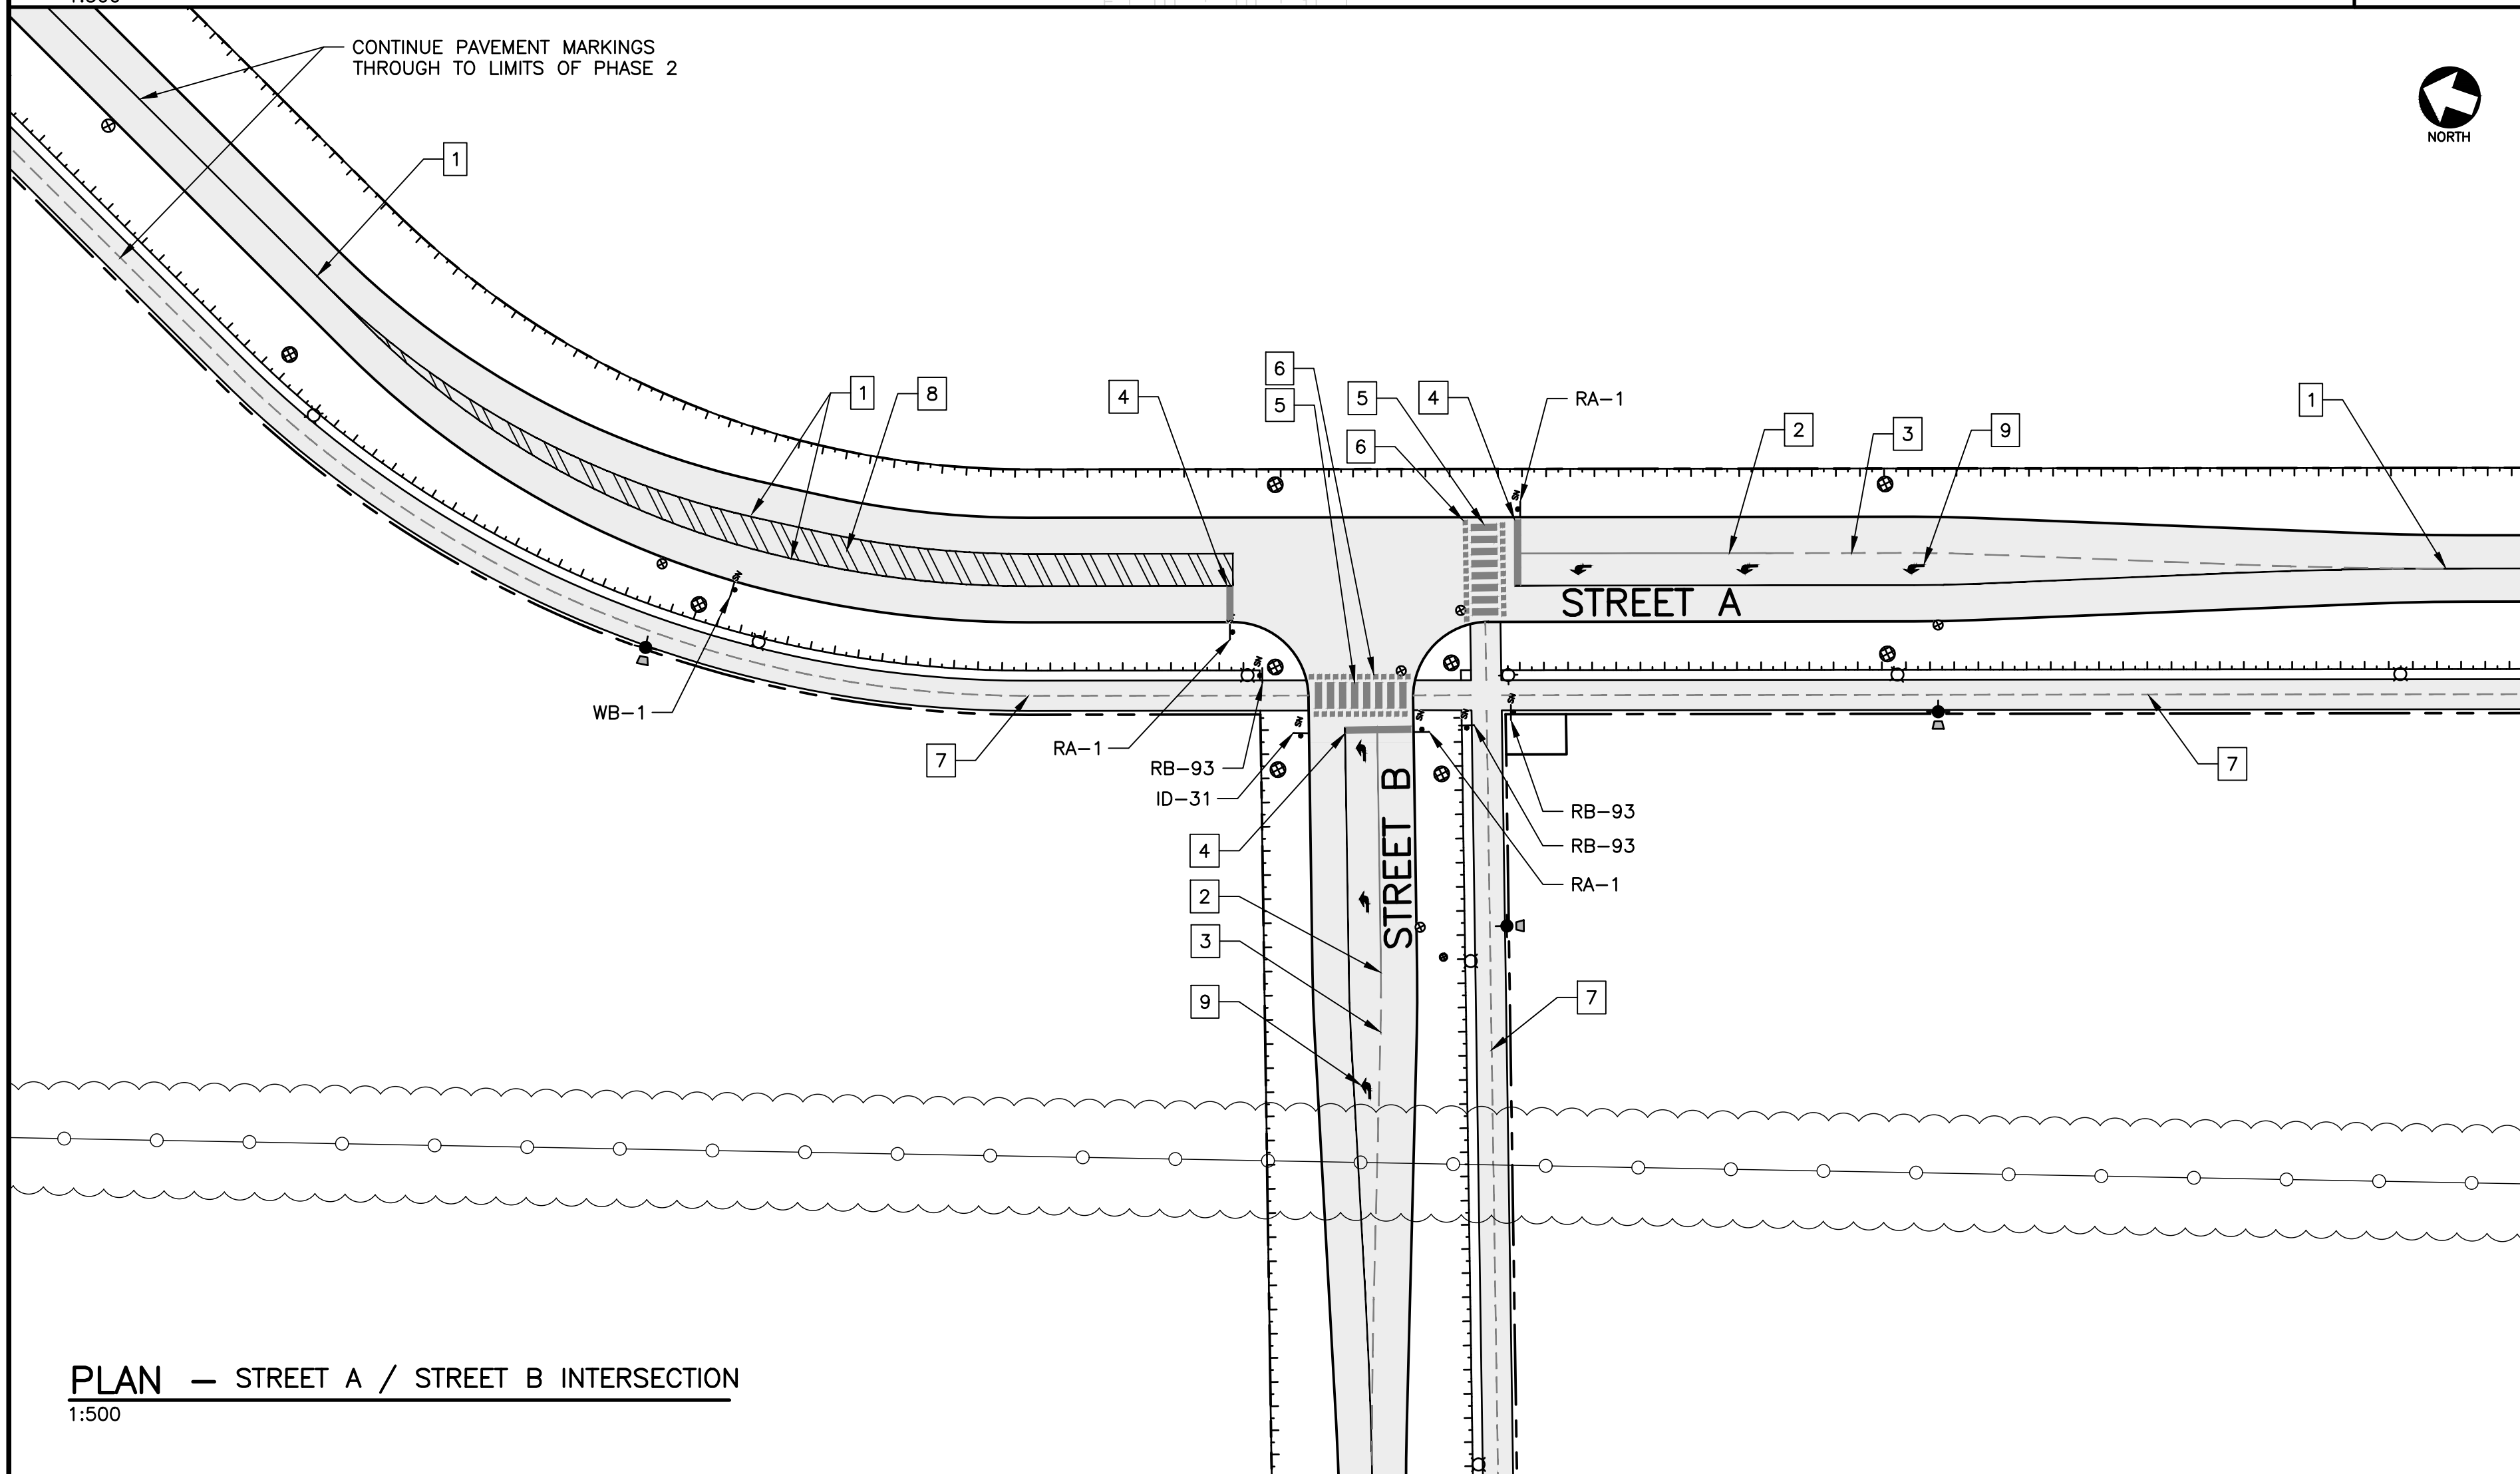 CONTINUE PAVEMENT MARKINGS
THROUGH TO LIMITS OF PHASE 2
NORTH
1
1
8
4
6
5
5
4
RA-1
6
2
3
9
1
STREET A
WB-1
7
RA-1
RB-93
ID-31
4
2
3
9
STREET B
RB-93
RB-93
RA-1
7
7
PLAN - STREET A / STREET B INTERSECTION
1:500